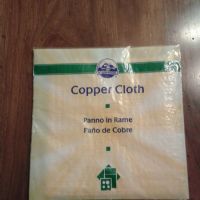 Copper Cloth
Panno in Rame
Paño de Cobre